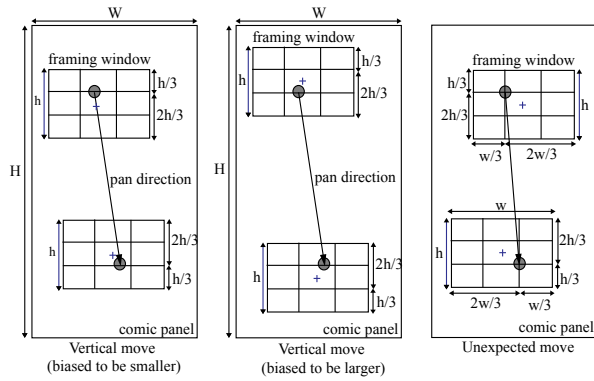 W
W
framing window
h
h/3
2h/3
H
pan direction
h
2h/3
h/3
comic panel
Vertical move
(biased to be smaller)
framing window
h
h/3
2h/3
H
pan direction
h
2h/3
h/3
comic panel
Vertical move
(biased to be larger)
framing window
h/3
2h/3
h
w/3
2w/3
w
h
2h/3
h/3
2w/3
w/3
comic panel
Unexpected move